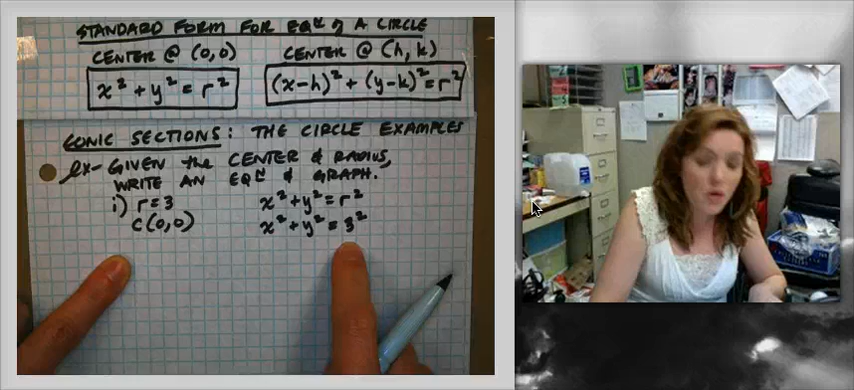 STANDARD FORM FOR EQⁿ of A CIRCLE
CENTER @ (0,0) CENTER @ (h, k)
x² + y² = r² (x-h)² + (y-k)² = r²
CONIC SECTIONS: THE CIRCLE EXAMPLES
ex- GIVEN the CENTER & RADIUS,
WRITE AN EQⁿ & GRAPH.
i) r=3 x² + y² = r²
C(0,0) x² + y² = 3²